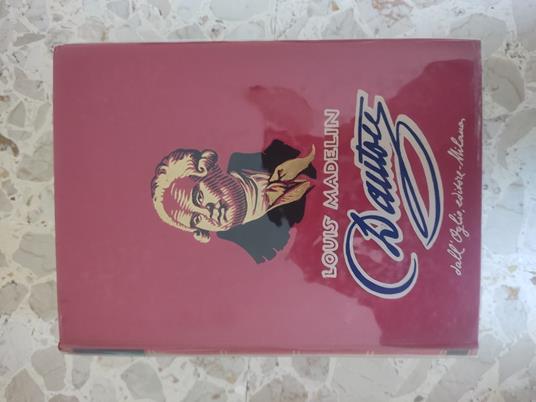 LOUIS MADELIN
Danton
dall'Oglio, editore-Milano